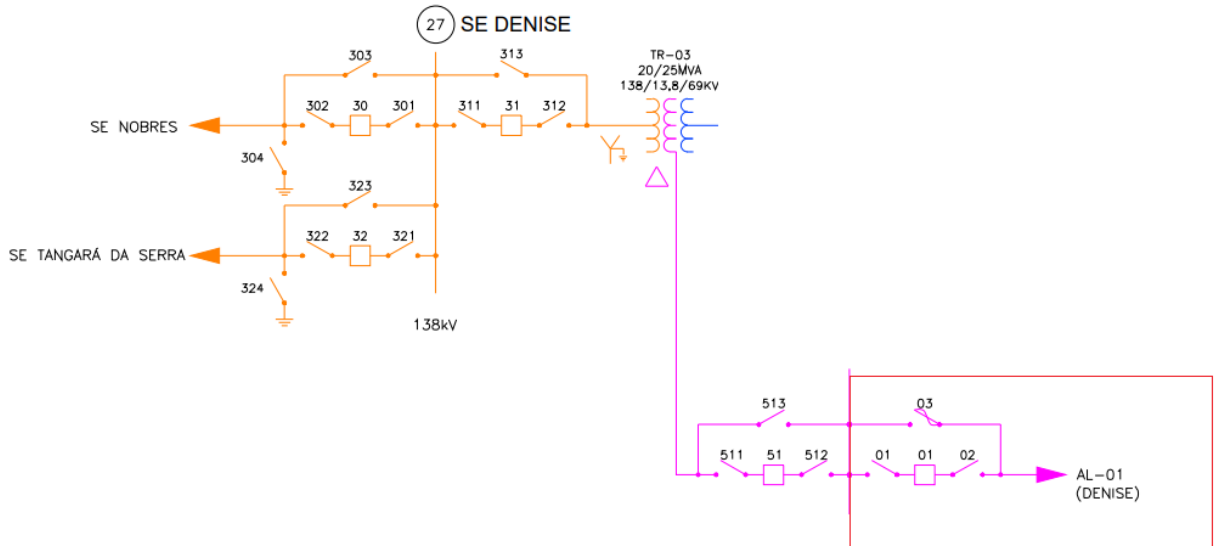 27 SE DENISE
303
313
TR-03
20/25MVA
138/13.8/69KV
302 30 301
311 31 312
SE NOBRES
304
323
322 32 321
SE TANGARÁ DA SERRA
324
138kV
513
03
511 51 512
01 01 02
AL-01
(DENISE)